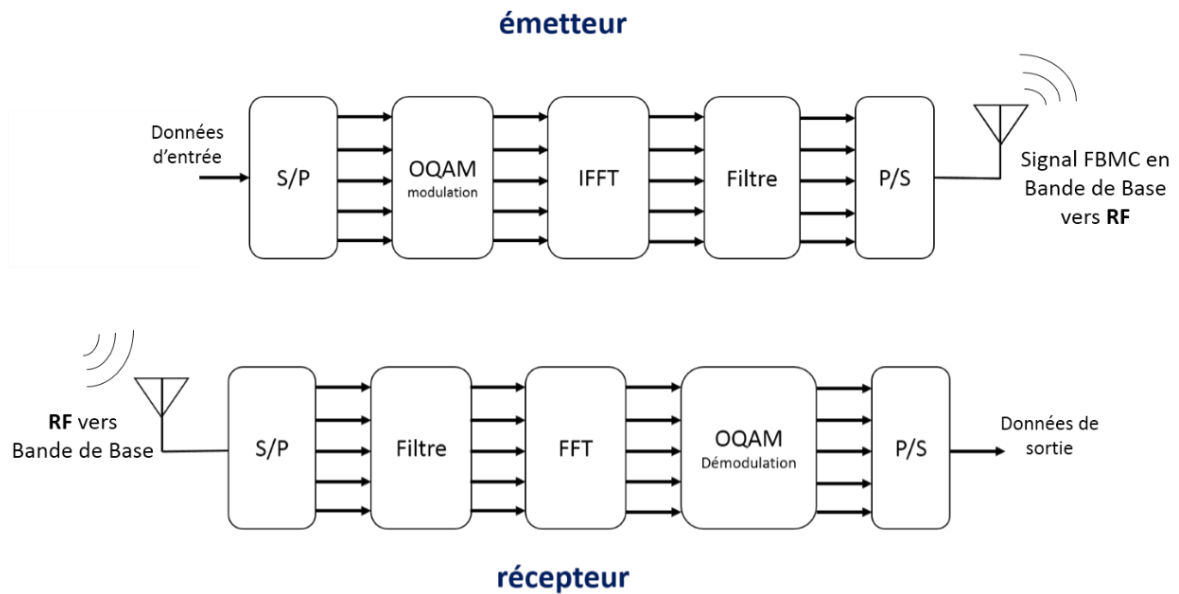 émetteur
Données
d'entrée
S/P
OQAM
modulation
IFFT
Filtre
P/S
Signal FBMC en
Bande de Base
vers RF
RF vers
Bande de Base
S/P
Filtre
FFT
OQAM
Démodulation
P/S
Données de
sortie
récepteur